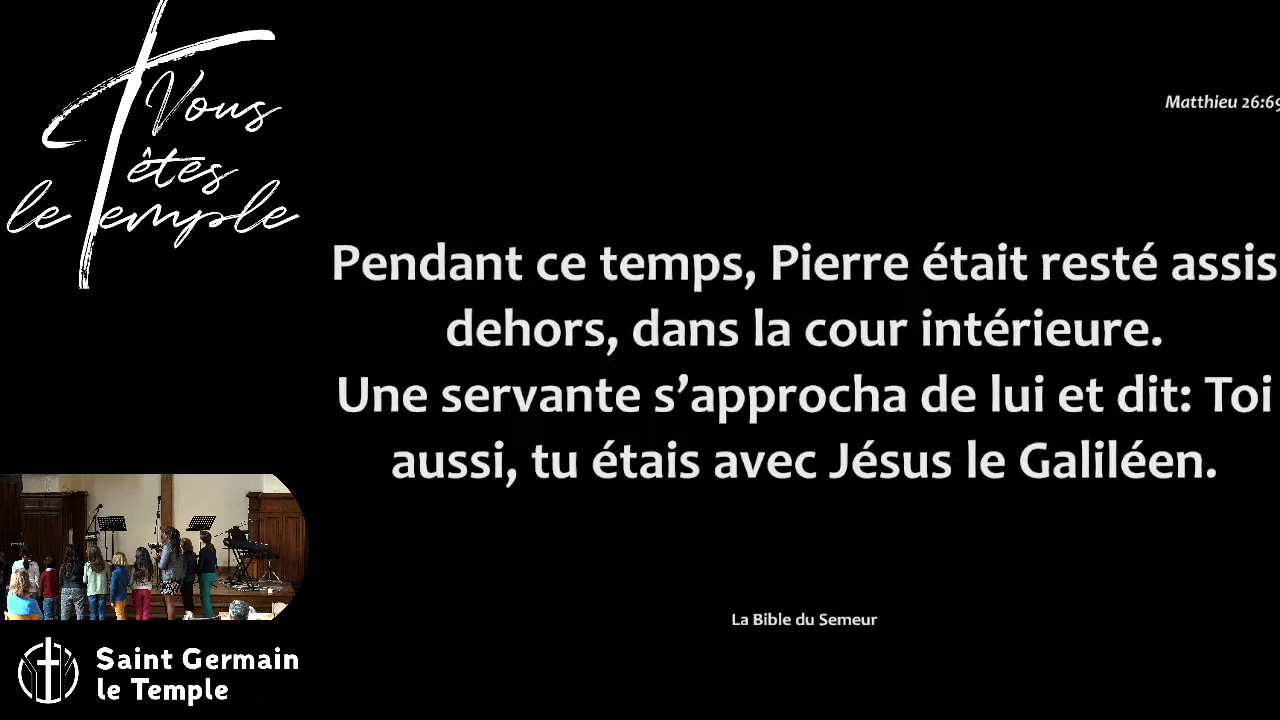 Vous
êtes
le Temple
Matthieu 26:69
Pendant ce temps, Pierre était resté assis
dehors, dans la cour intérieure.
Une servante s’approcha de lui et dit: Toi
aussi, tu étais avec Jésus le Galiléen.
La Bible du Semeur
Saint Germain
le Temple